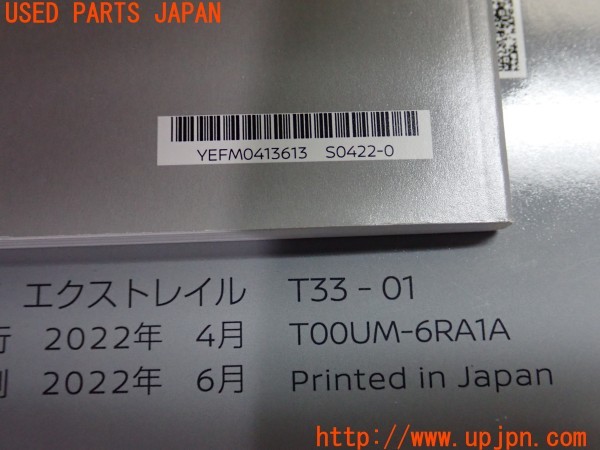 USED PARTS JAPAN
YEFM0413613 S0422-0
エクストレイル T33-01
行 2022年 4月 T00UM-6RA1A
2022年 6月 Printed in Japan
http://www.upjpn.com/